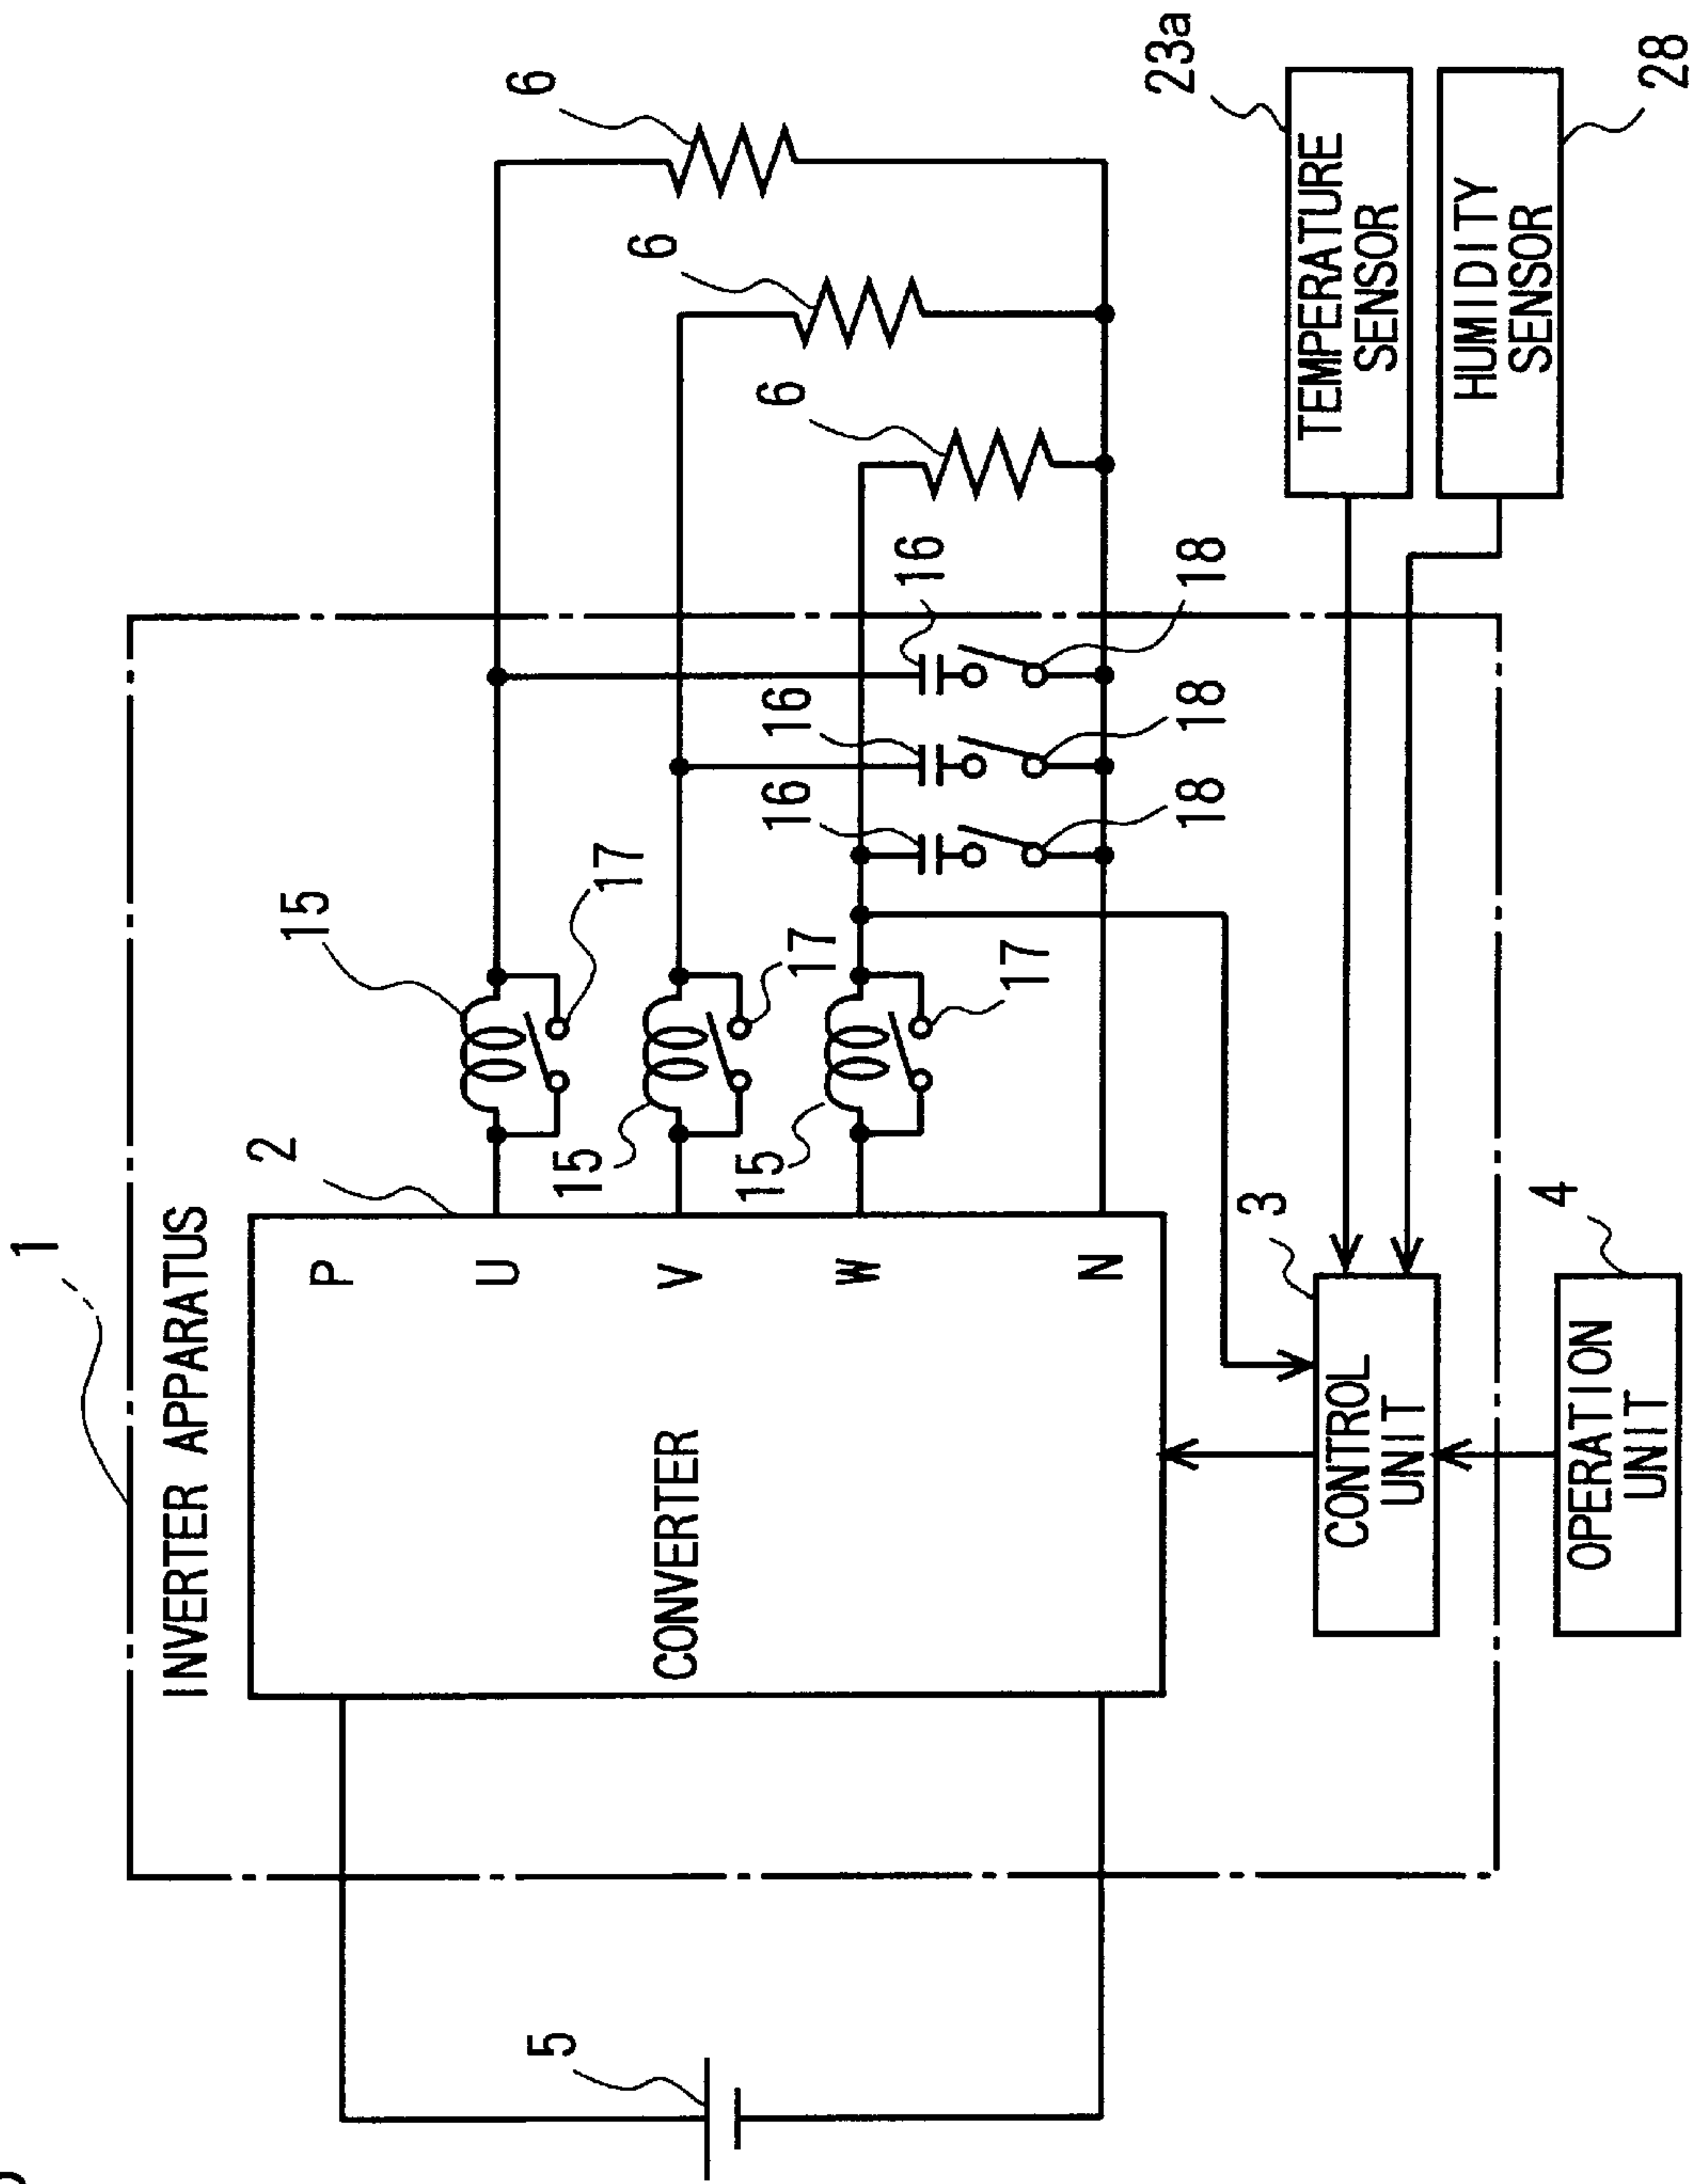 1
INVERTER APPARATUS
2
15
P
U
6
5
15
17
6
CONVERTER
V
15
16
16
6
17
W
16
17
N
23a
18
18
18
3
TEMPERATURE
SENSOR
CONTROL
UNIT
HUMIDITY
SENSOR
4
OPERATION
UNIT
28